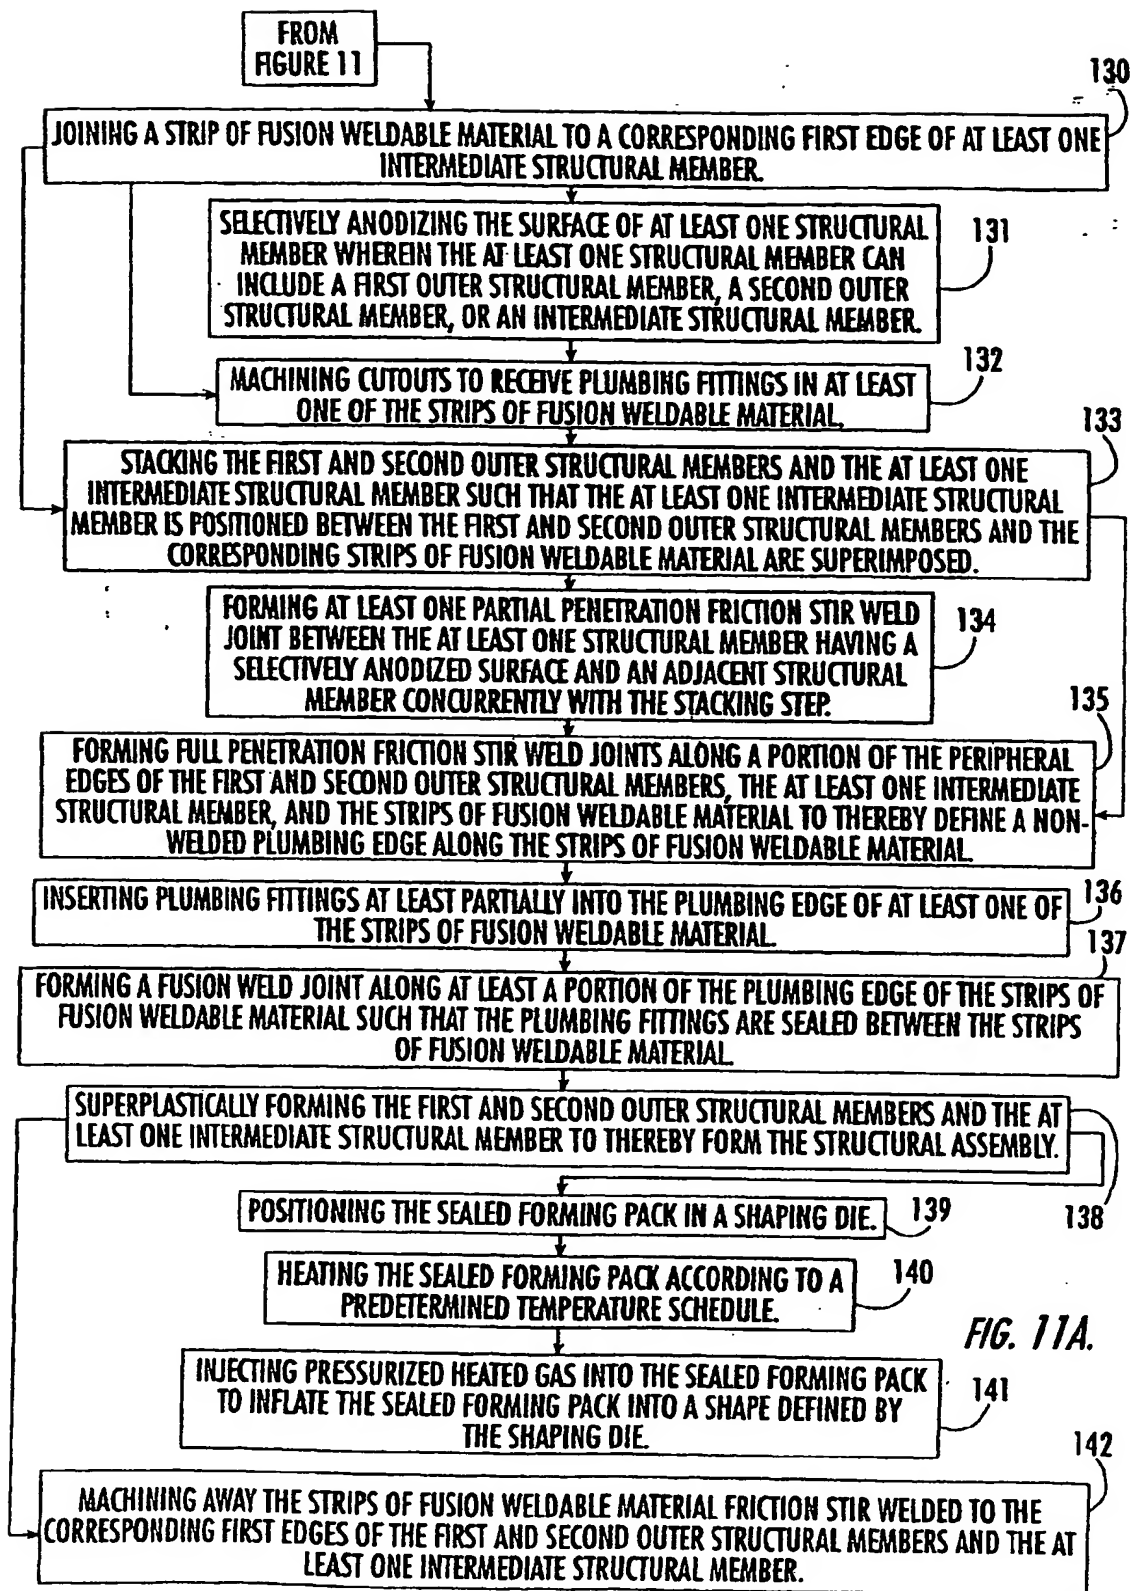 FROM
FIGURE 11
130
JOINING A STRIP OF FUSION WELDABLE MATERIAL TO A CORRESPONDING FIRST EDGE OF AT LEAST ONE
INTERMEDIATE STRUCTURAL MEMBER.
SELECTIVELY ANODIZING THE SURFACE OF AT LEAST ONE STRUCTURAL
MEMBER WHEREIN THE AT LEAST ONE STRUCTURAL MEMBER CAN
INCLUDE A FIRST OUTER STRUCTURAL MEMBER, A SECOND OUTER
STRUCTURAL MEMBER, OR AN INTERMEDIATE STRUCTURAL MEMBER.
131
MACHINING CUTOUTS TO RECEIVE PLUMBING FITTINGS IN AT LEAST
ONE OF THE STRIPS OF FUSION WELDABLE MATERIAL.
132
133
STACKING THE FIRST AND SECOND OUTER STRUCTURAL MEMBERS AND THE AT LEAST ONE
INTERMEDIATE STRUCTURAL MEMBER SUCH THAT THE AT LEAST ONE INTERMEDIATE STRUCTURAL
MEMBER IS POSITIONED BETWEEN THE FIRST AND SECOND OUTER STRUCTURAL MEMBERS AND THE
CORRESPONDING STRIPS OF FUSION WELDABLE MATERIAL ARE SUPERIMPOSED.
FORMING AT LEAST ONE PARTIAL PENETRATION FRICTION STIR WELD
JOINT BETWEEN THE AT LEAST ONE STRUCTURAL MEMBER HAVING A
SELECTIVELY ANODIZED SURFACE AND AN ADJACENT STRUCTURAL
MEMBER CONCURRENTLY WITH THE STACKING STEP.
134
135
FORMING FULL PENETRATION FRICTION STIR WELD JOINTS ALONG A PORTION OF THE PERIPHERAL
EDGES OF THE FIRST AND SECOND OUTER STRUCTURAL MEMBERS, THE AT LEAST ONE INTERMEDIATE
STRUCTURAL MEMBER, AND THE STRIPS OF FUSION WELDABLE MATERIAL TO THEREBY DEFINE A NON-
WELDED PLUMBING EDGE ALONG THE STRIPS OF FUSION WELDABLE MATERIAL.
INSERTING PLUMBING FITTINGS AT LEAST PARTIALLY INTO THE PLUMBING EDGE OF AT LEAST ONE OF
THE STRIPS OF FUSION WELDABLE MATERIAL.
136
137
FORMING A FUSION WELD JOINT ALONG AT LEAST A PORTION OF THE PLUMBING EDGE OF THE STRIPS OF
FUSION WELDABLE MATERIAL SUCH THAT THE PLUMBING FITTINGS ARE SEALED BETWEEN THE STRIPS
OF FUSION WELDABLE MATERIAL.
SUPERPLASTICALLY FORMING THE FIRST AND SECOND OUTER STRUCTURAL MEMBERS AND THE AT
LEAST ONE INTERMEDIATE STRUCTURAL MEMBER TO THEREBY FORM THE STRUCTURAL ASSEMBLY.
138
POSITIONING THE SEALED FORMING PACK IN A SHAPING DIE.
139
HEATING THE SEALED FORMING PACK ACCORDING TO A
PREDETERMINED TEMPERATURE SCHEDULE.
140
FIG. 11A.
INJECTING PRESSURIZED HEATED GAS INTO THE SEALED FORMING PACK
TO INFLATE THE SEALED FORMING PACK INTO A SHAPE DEFINED BY
THE SHAPING DIE.
141
142
MACHINING AWAY THE STRIPS OF FUSION WELDABLE MATERIAL FRICTION STIR WELDED TO THE
CORRESPONDING FIRST EDGES OF THE FIRST AND SECOND OUTER STRUCTURAL MEMBERS AND THE AT
LEAST ONE INTERMEDIATE STRUCTURAL MEMBER.